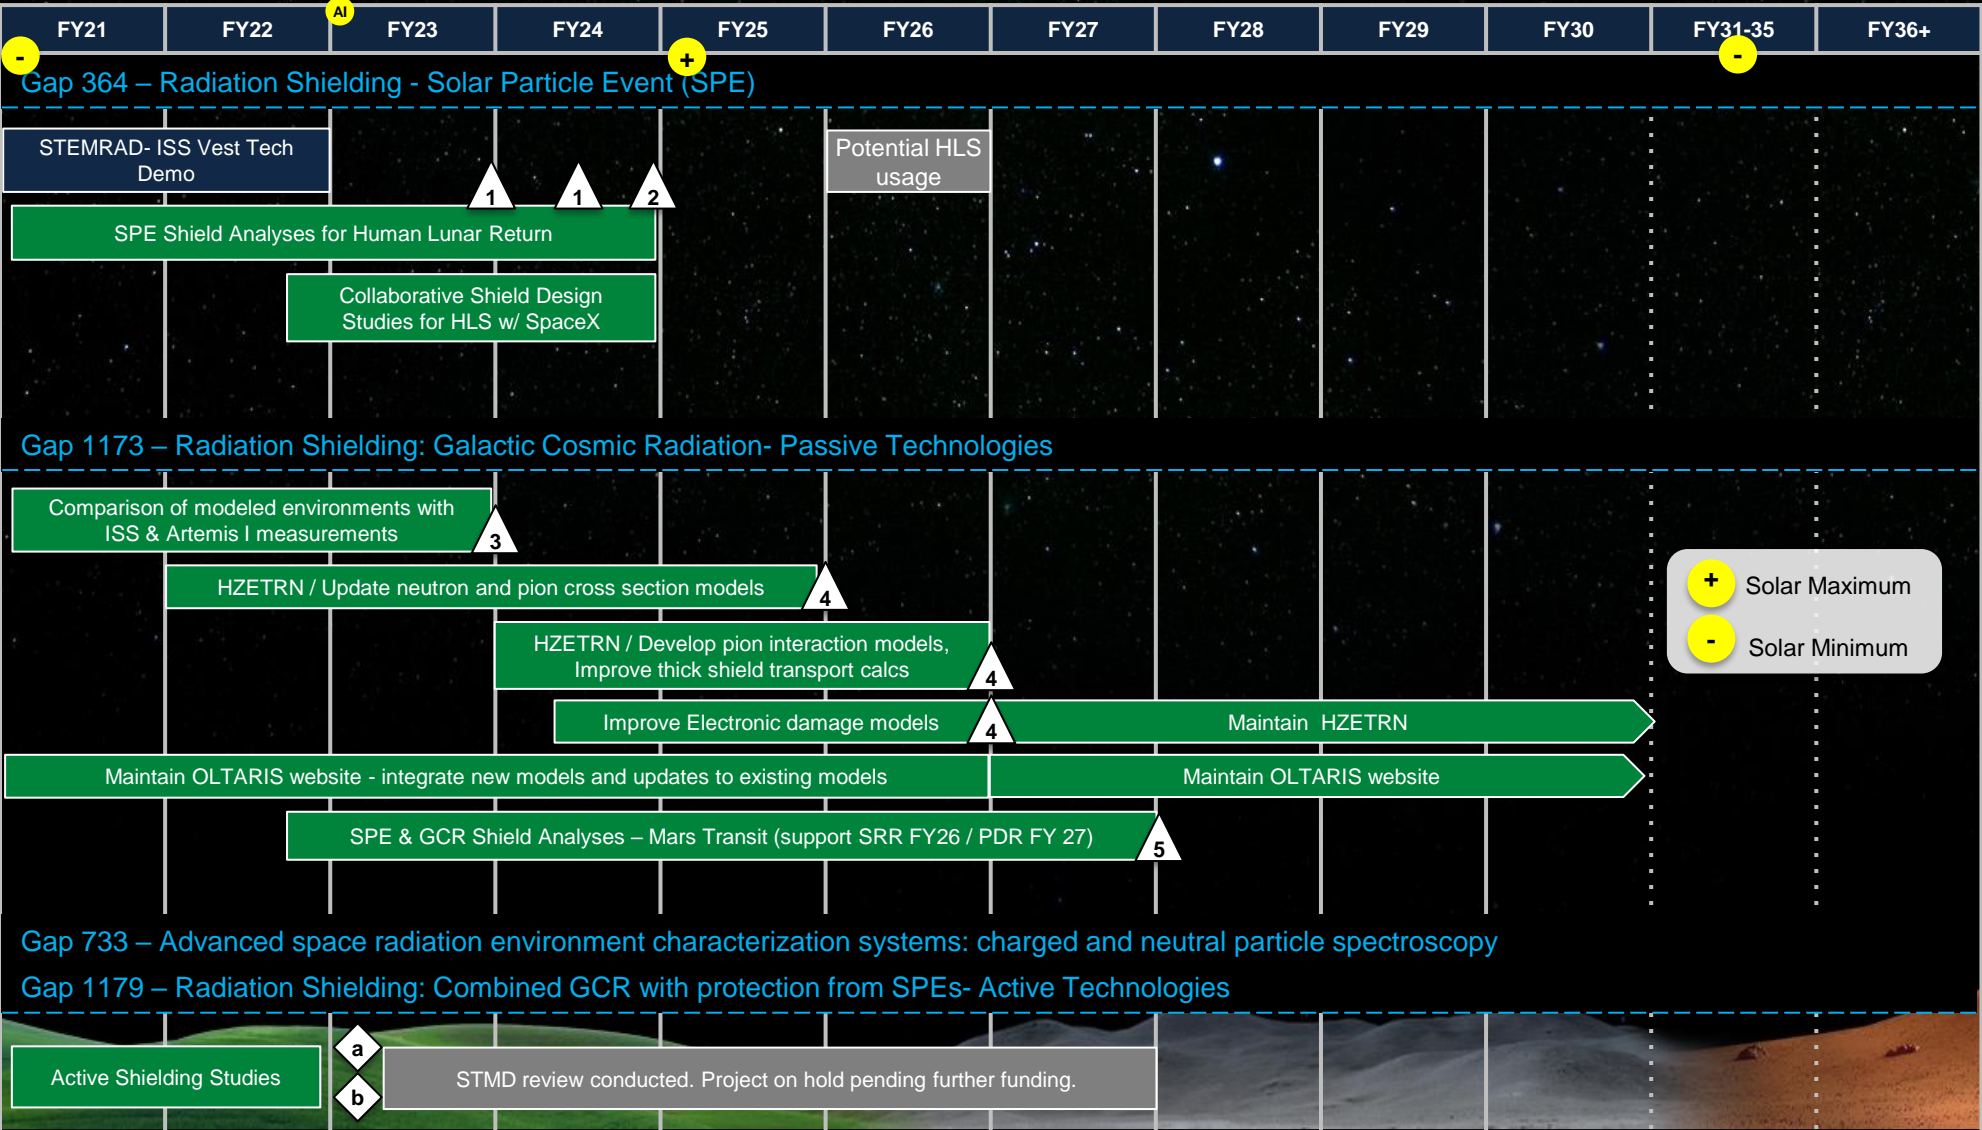 AI
FY21
FY22
FY23
FY24
FY25
FY26
FY27
FY28
FY29
FY30
FY31-35
FY36+
-
+
-
Gap 364 – Radiation Shielding - Solar Particle Event (SPE)
STEMRAD- ISS Vest Tech
Demo
Potential HLS
usage
1
1
2
SPE Shield Analyses for Human Lunar Return
Collaborative Shield Design
Studies for HLS w/ SpaceX
Gap 1173 – Radiation Shielding: Galactic Cosmic Radiation- Passive Technologies
Comparison of modeled environments with
ISS & Artemis I measurements
3
HZETRN / Update neutron and pion cross section models
4
HZETRN / Develop pion interaction models,
Improve thick shield transport calcs
4
+
Solar Maximum
-
Solar Minimum
Improve Electronic damage models
4
Maintain HZETRN
Maintain OLTARIS website - integrate new models and updates to existing models
Maintain OLTARIS website
SPE & GCR Shield Analyses – Mars Transit (support SRR FY26 / PDR FY 27)
5
Gap 733 – Advanced space radiation environment characterization systems: charged and neutral particle spectroscopy
Gap 1179 – Radiation Shielding: Combined GCR with protection from SPEs- Active Technologies
Active Shielding Studies
a
b
STMD review conducted. Project on hold pending further funding.